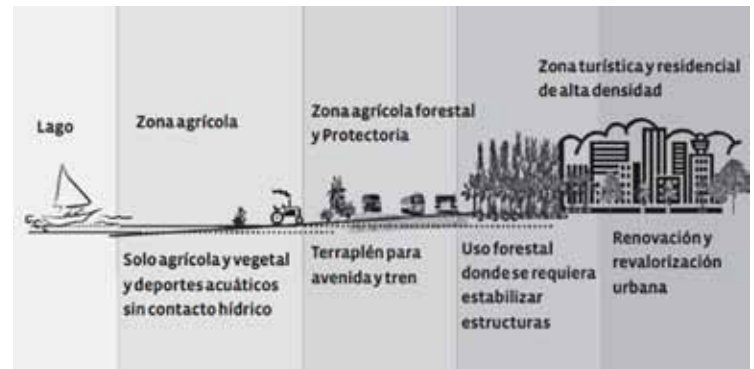 Lago
Zona agrícola
Zona agrícola forestal
y Protectoria
Zona turística y residencial
de alta densidad
Solo agrícola y vegetal
y deportes acuáticos
sin contacto hídrico
Terraplén para
avenida y tren
Uso forestal
donde se requiera
estabilizar
estructuras
Renovación y
revalorización
urbana